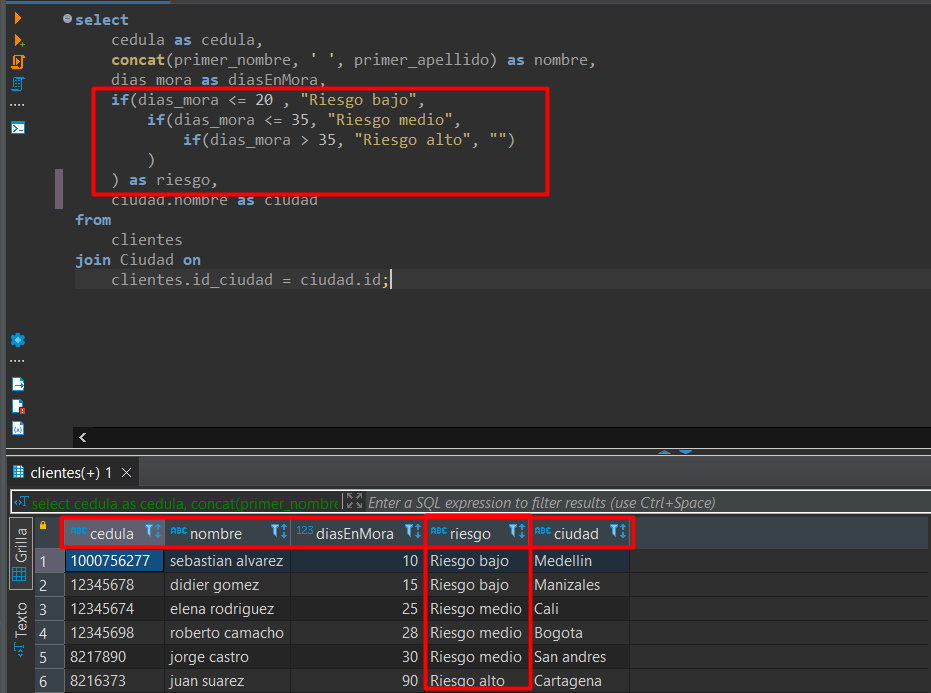 select
cedula as cedula,
concat(primer_nombre, ' ', primer_apellido) as nombre,
dias_mora as diasEnMora,
if(dias_mora <= 20 , "Riesgo bajo",
if(dias_mora <= 35, "Riesgo medio",
if(dias_mora > 35, "Riesgo alto", "")
)
) as riesgo,
ciudad.nombre as ciudad
from
clientes
join Ciudad on
clientes.id_ciudad = ciudad.id;
clientes(+) 1
select cedula as cedula, concat(primer_nombre Enter a SQL expression to filter results (use Ctrl+Space)
Grilla
Texto
ABC cedula ABC nombre 123 diasEnMora ABC riesgo ABC ciudad
1 1000756277 sebastian alvarez 10 Riesgo bajo Medellin
2 12345678 didier gomez 15 Riesgo bajo Manizales
3 12345674 elena rodriguez 25 Riesgo medio Cali
4 12345698 roberto camacho 28 Riesgo medio Bogota
5 8217890 jorge castro 30 Riesgo medio San andres
6 8216373 juan suarez 90 Riesgo alto Cartagena